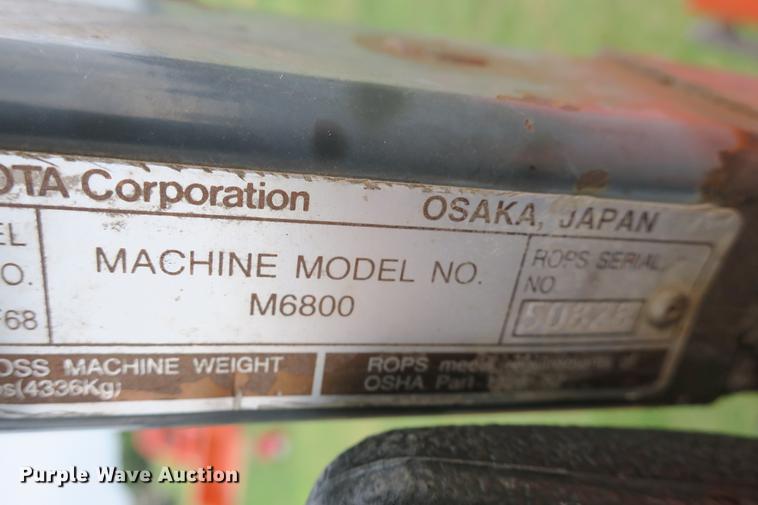 OTA Corporation OSAKA, JAPAN
EL
O.
68
MACHINE MODEL NO.
M6800
ROPS SERIAL
NO
OSS MACHINE WEIGHT
s(4336Kg)
ROPS
OSHA Part
Purple Wave Auction